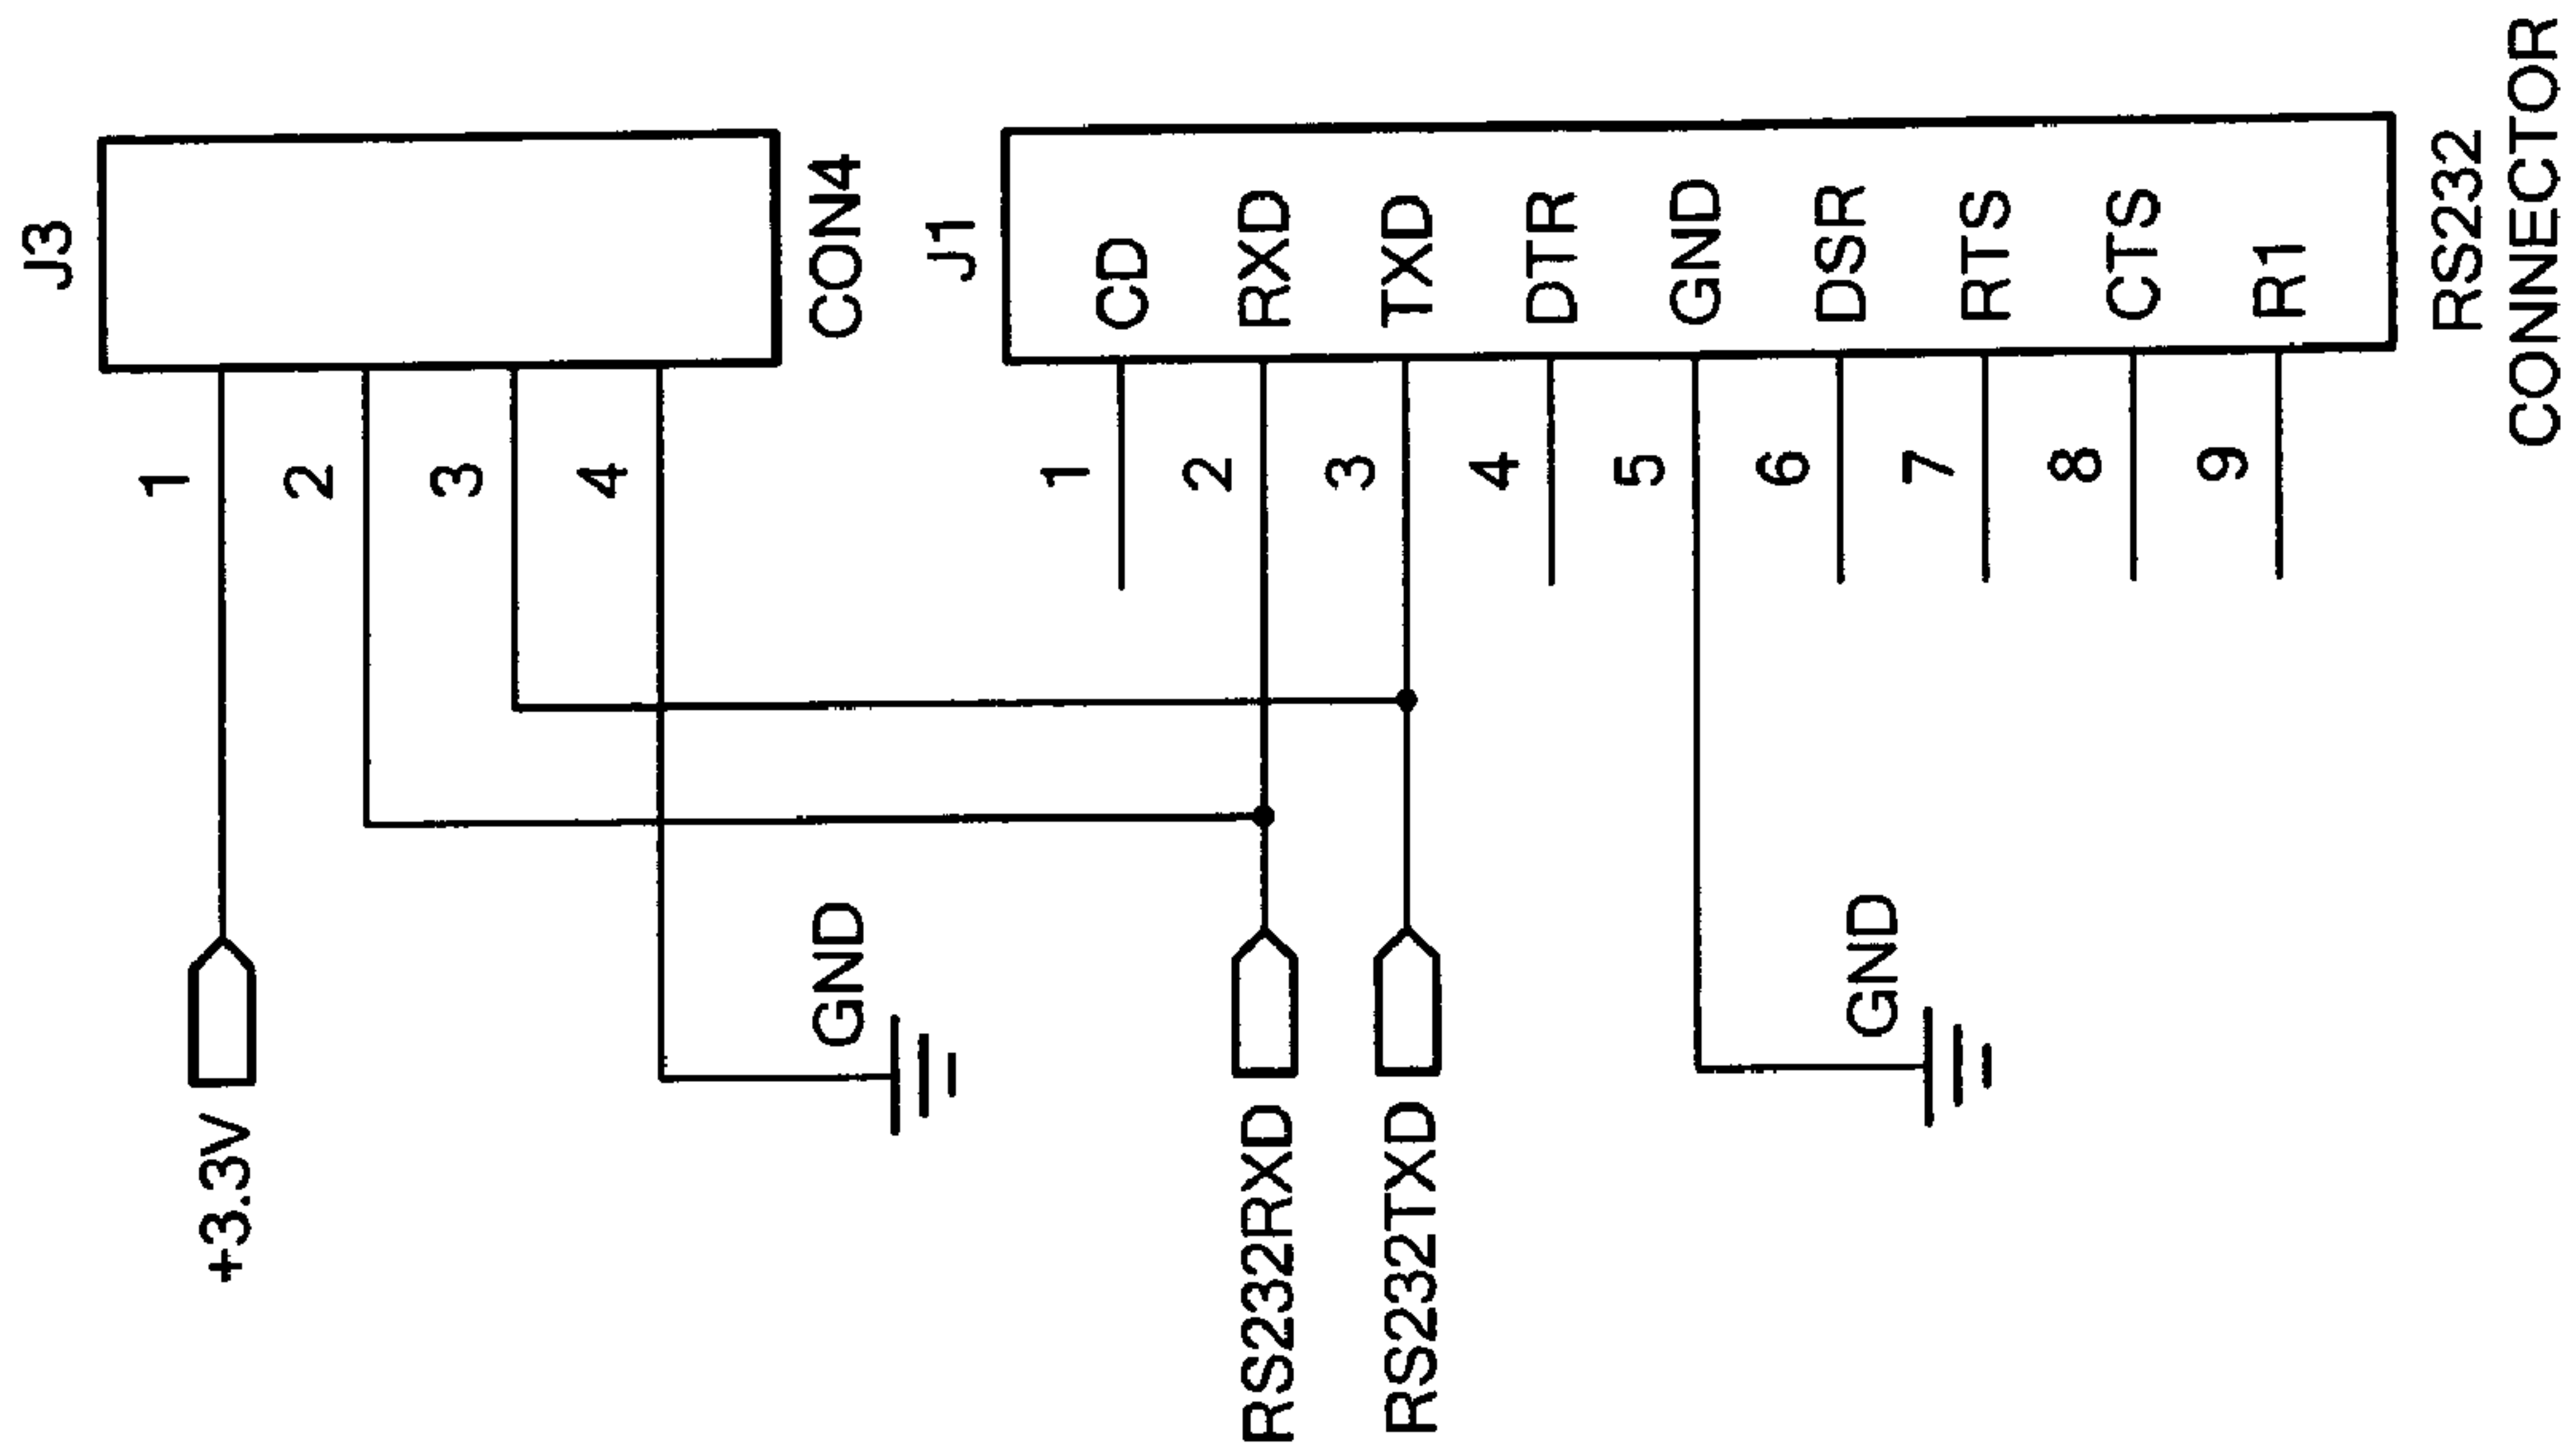 J3
1
2
3
4
CON4
+3.3V
GND
J1
1 CD
2 RXD
3 TXD
4 DTR
5 GND
6 DSR
7 RTS
8 CTS
9 R1
RS232RXD
RS232TXD
GND
RS232
CONNECTOR